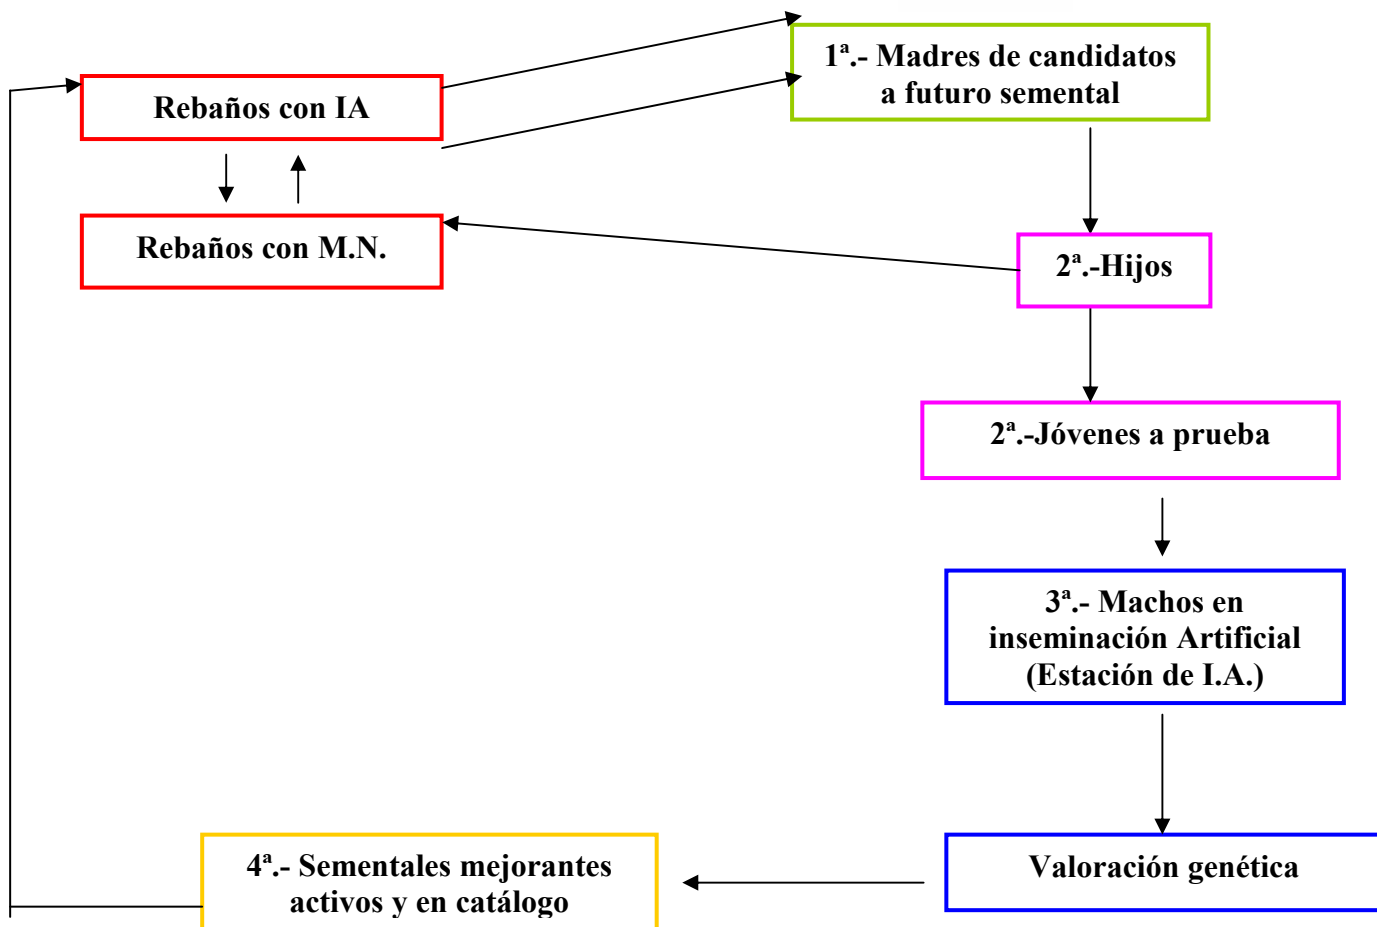 1ª.- Madres de candidatos
a futuro semental
Rebaños con IA
Rebaños con M.N.
2ª.-Hijos
2ª.-Jóvenes a prueba
3ª.- Machos en
inseminación Artificial
(Estación de I.A.)
Valoración genética
4ª.- Sementales mejorantes
activos y en catálogo